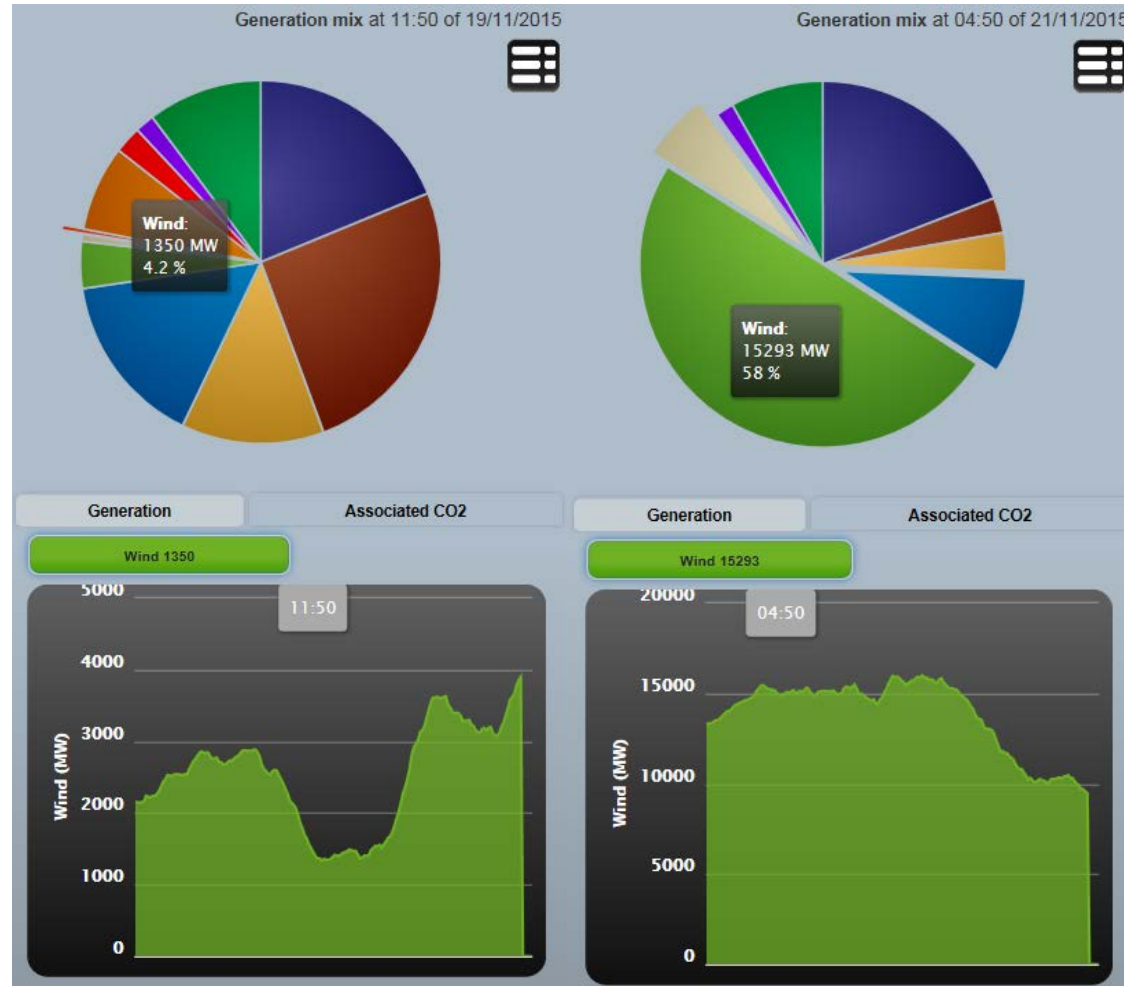 Generation mix at 11:50 of 19/11/2015
Wind:
1350 MW
4.2 %
Generation
Associated CO2
Wind 1350
5000
11:50
4000
3000
2000
1000
0
Wind (MW)
Generation mix at 04:50 of 21/11/2015
Wind:
15293 MW
58 %
Generation
Associated CO2
Wind 15293
20000
04:50
15000
10000
5000
0
Wind (MW)